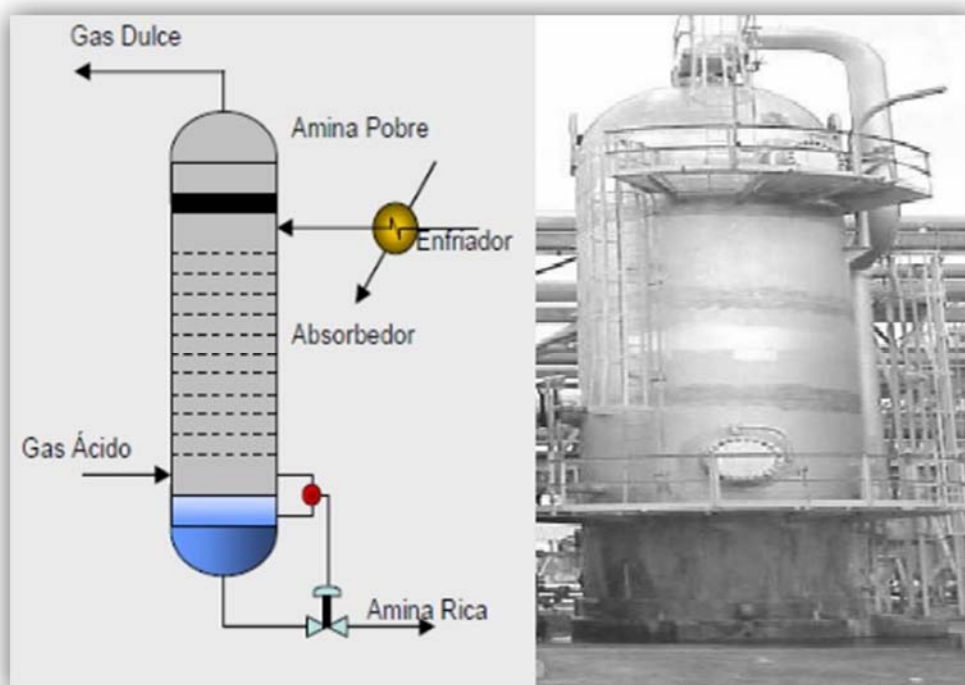 Gas Dulce
Amina Pobre
Enfriador
Absorbedor
Gas Ácido
Amina Rica